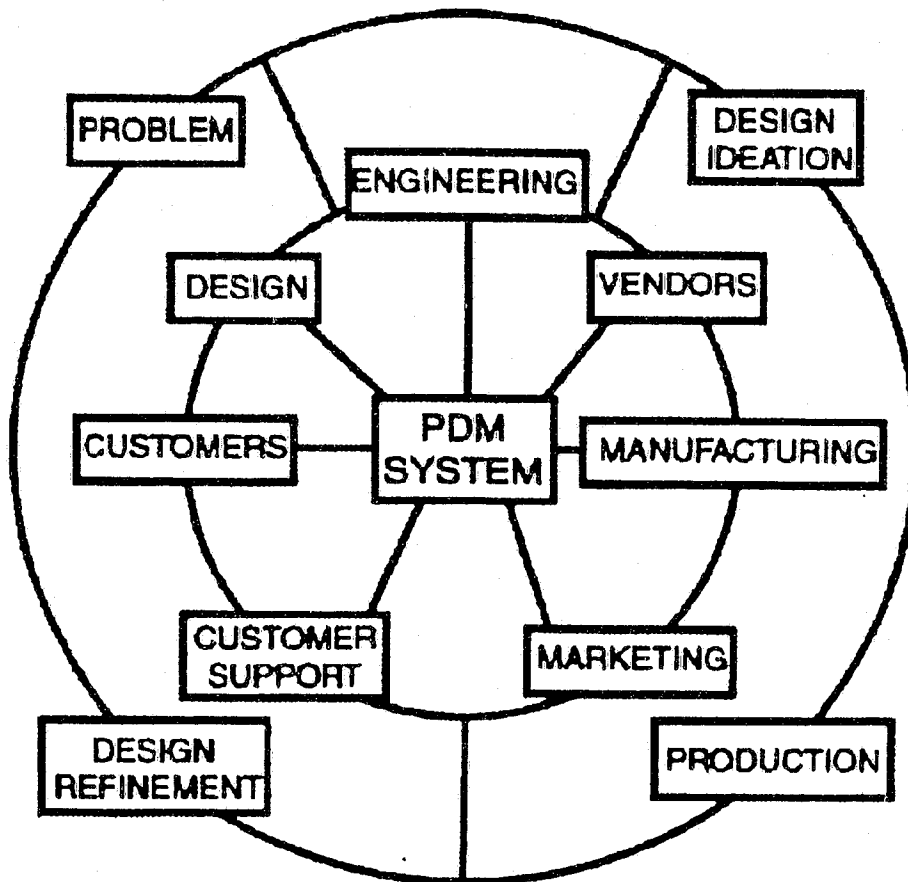 PROBLEM
DESIGN
IDEATION
ENGINEERING
DESIGN
VENDORS
PDM
SYSTEM
CUSTOMERS
MANUFACTURING
CUSTOMER
SUPPORT
MARKETING
DESIGN
REFINEMENT
PRODUCTION